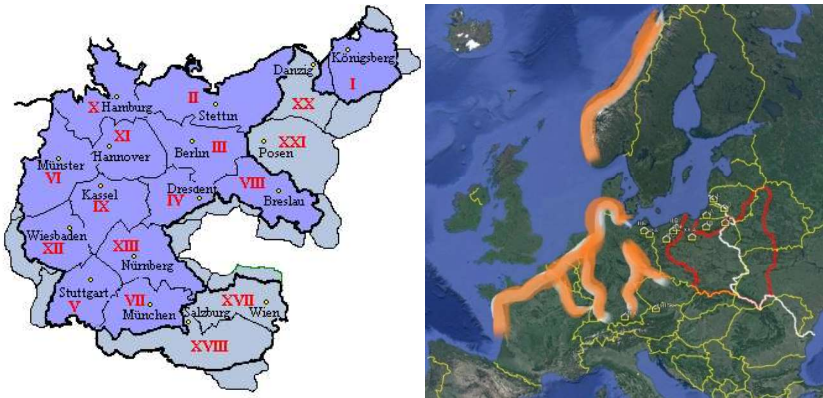 Königsberg
Danzig
I
II
X
Hamburg
Stettin
XX
XI
Hannover
Berlin
III
Posen
XXI
Münster
VI
Kassel
IX
Dresdent
IV
VIII
Breslau
Wiesbaden
XII
XIII
Nürnberg
Stuttgart
V
VII
München
XVII
Salzburg
Wien
XVIII